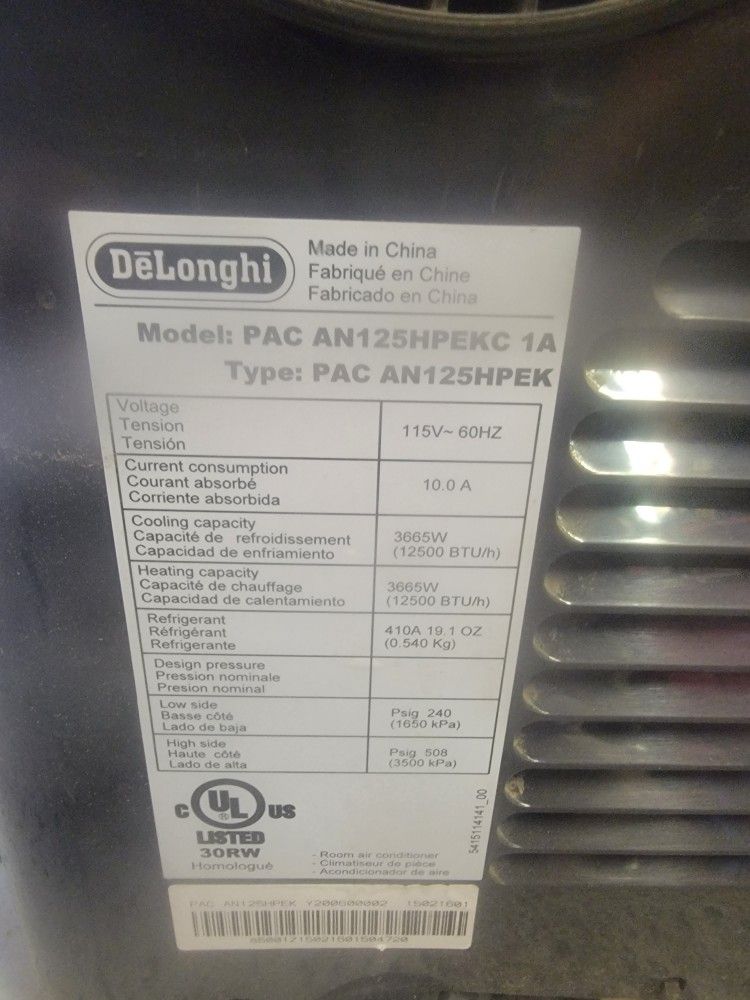 DēLonghi
Made in China
Fabriqué en Chine
Fabricado en China
Model: PAC AN125HPEKC 1A
Type: PAC AN125HPEK
Voltage
Tension
Tensión
115V~ 60HZ
Current consumption
Courant absorbé
Corriente absorbida
10.0 A
Cooling capacity
Capacité de refroidissement
Capacidad de enfriamiento
3665W
(12500 BTU/h)
Heating capacity
Capacité de chauffage
Capacidad de calentamiento
3665W
(12500 BTU/h)
Refrigerant
Réfrigérant
Refrigerante
410A 19.1 OZ
(0.540 Kg)
Design pressure
Pression nominale
Presion nominal
Low side
Basse côté
Lado de baja
Psig 240
(1650 kPa)
High side
Haute côté
Lado de alta
Psig 508
(3500 kPa)
C UL ® US
LISTED
30RW
Homologué
- Room air conditioner
- Climatiseur de pièce
- Acondicionador de aire
5415114141_00
PAC AN125HPEK Y200600002 15021601